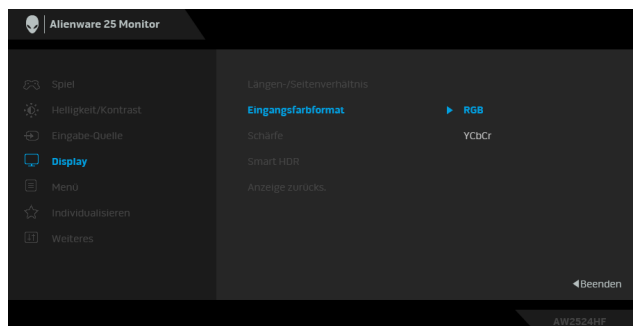 Alienware 25 Monitor
Spiel
Helligkeit/Kontrast
Eingabe-Quelle
Display
Menü
Individualisieren
Weiteres
Längen-/Seitenverhältnis
Eingangsfarbformat
Schärfe
Smart HDR
Anzeige zurücks.
RGB
YCbCr
Beenden
AW2524HF